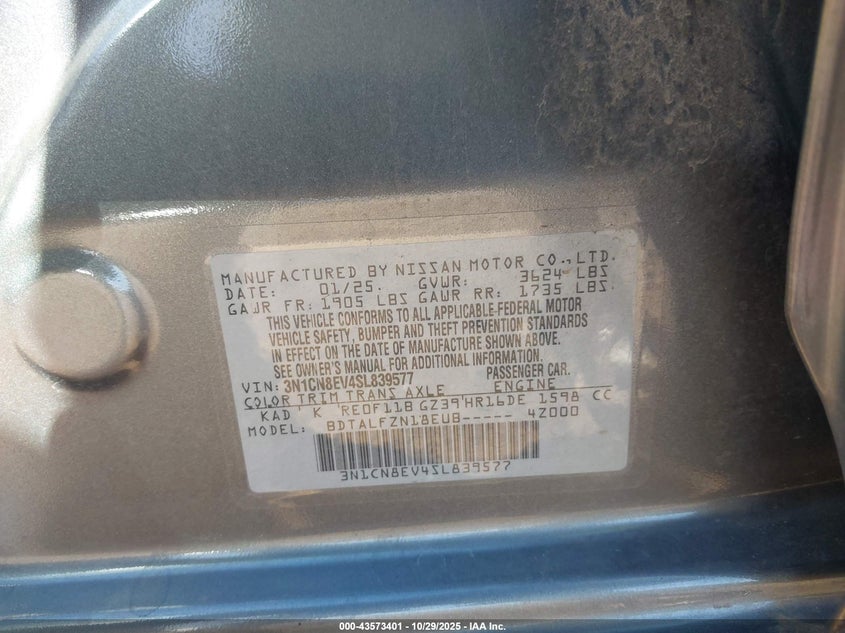 MANUFACTURED BY NISSAN MOTOR CO.,LTD.
DATE: 01/25. GVWR: 3624 LBS
GAWR FR: 1905 LBS GAWR RR: 1735 LBS.
THIS VEHICLE CONFORMS TO ALL APPLICABLE FEDERAL MOTOR
VEHICLE SAFETY, BUMPER AND THEFT PREVENTION STANDARDS
IN EFFECT ON THE DATE OF MANUFACTURE SHOWN ABOVE.
SEE OWNER'S MANUAL FOR ADDITIONAL INFORMATION.
VIN: 3N1CN8EV4SL839577 PASSENGER CAR.
COLOR TRIM TRANS AXLE ENGINE
KAD K RE0F11B GZ39 HR16DE 1598 CC
MODEL: BDTALFZN18EUB----- 4Z000
3N1CN8EV4SL839577
000-43573401 - 10/29/2025 - IAA Inc.